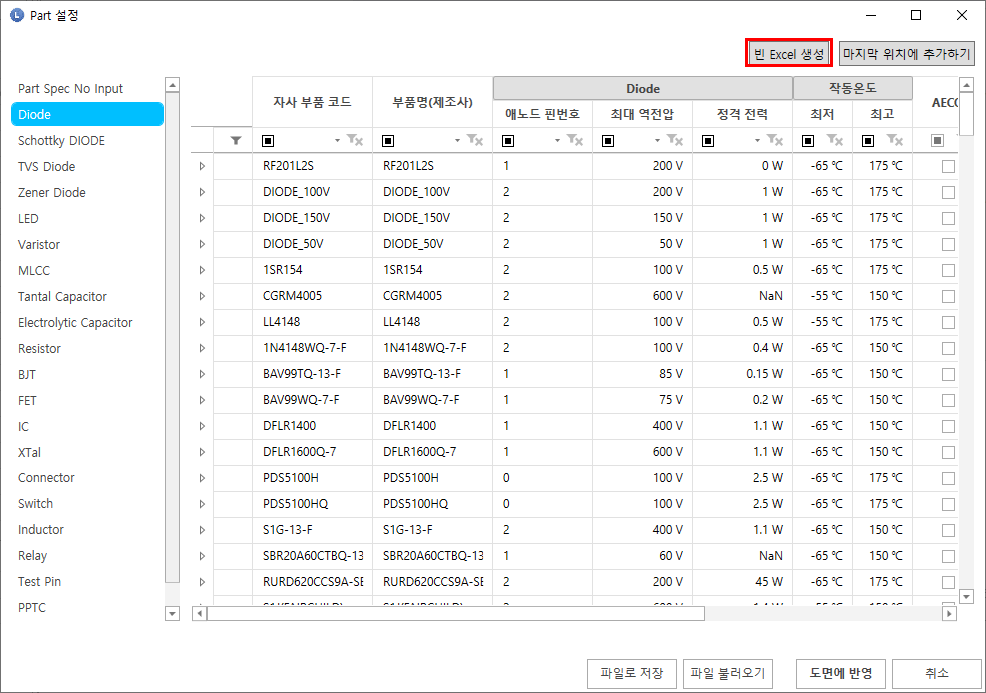 Part 설정
빈 Excel 생성 마지막 위치에 추가하기
Part Spec No Input
Diode
Schottky DIODE
TVS Diode
Zener Diode
LED
Varistor
MLCC
Tantal Capacitor
Electrolytic Capacitor
Resistor
BJT
FET
IC
XTal
Connector
Switch
Inductor
Relay
Test Pin
PPTC
자사 부품 코드 부품명(제조사) Diode 작동온도 AECQ
애노드 핀번호 최대 역전압 정격 전력 최저 최고
RF201L2S RF201L2S 1 200 V 0 W -65 ℃ 175 ℃
DIODE_100V DIODE_100V 2 200 V 1 W -65 ℃ 175 ℃
DIODE_150V DIODE_150V 2 150 V 1 W -65 ℃ 175 ℃
DIODE_50V DIODE_50V 2 50 V 1 W -65 ℃ 175 ℃
1SR154 1SR154 2 100 V 0.5 W -65 ℃ 175 ℃
CGRM4005 CGRM4005 2 600 V NaN -55 ℃ 150 ℃
LL4148 LL4148 2 100 V 0.5 W -55 ℃ 175 ℃
1N4148WQ-7-F 1N4148WQ-7-F 2 100 V 0.4 W -65 ℃ 150 ℃
BAV99TQ-13-F BAV99TQ-13-F 1 85 V 0.15 W -65 ℃ 150 ℃
BAV99WQ-7-F BAV99WQ-7-F 1 75 V 0.2 W -65 ℃ 150 ℃
DFLR1400 DFLR1400 1 400 V 1.1 W -65 ℃ 150 ℃
DFLR1600Q-7 DFLR1600Q-7 1 600 V 1.1 W -65 ℃ 150 ℃
PDS5100H PDS5100H 0 100 V 2.5 W -65 ℃ 175 ℃
PDS5100HQ PDS5100HQ 0 100 V 2.5 W -65 ℃ 175 ℃
S1G-13-F S1G-13-F 2 400 V 1.1 W -65 ℃ 150 ℃
SBR20A60CTBQ-13 SBR20A60CTBQ-13 1 60 V NaN -65 ℃ 150 ℃
RURD620CCS9A-SE RURD620CCS9A-SE 2 200 V 45 W -65 ℃ 175 ℃
파일로 저장 파일 불러오기 도면에 반영 취소